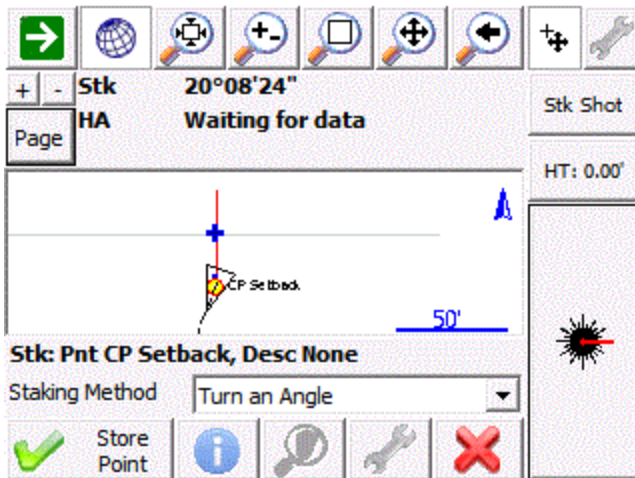 + - Stk 20°08'24"
Stk Shot
Page HA Waiting for data
HT: 0.00'
CP Setback
50'
Stk: Pnt CP Setback, Desc None
Staking Method Turn an Angle
Store
Point